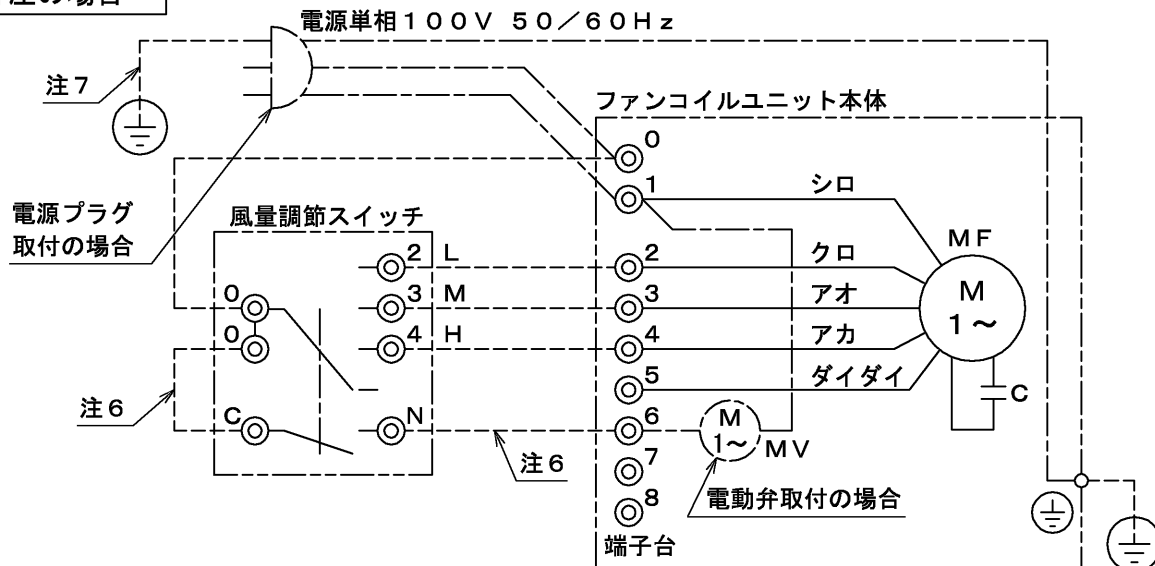 電源単相１００Ｖ ５０／６０Ｈｚ
注７
ファンコイルユニット本体
0
1
シロ
電源プラグ
取付の場合
風量調節スイッチ
ＭＦ
2
L
2
クロ
0
3
M
3
アオ
M
1～
0
4
H
4
アカ
5
ダイダイ
C
注６
C
N
6
M
1～
ＭＶ
注６
7
8
電動弁取付の場合
端子台